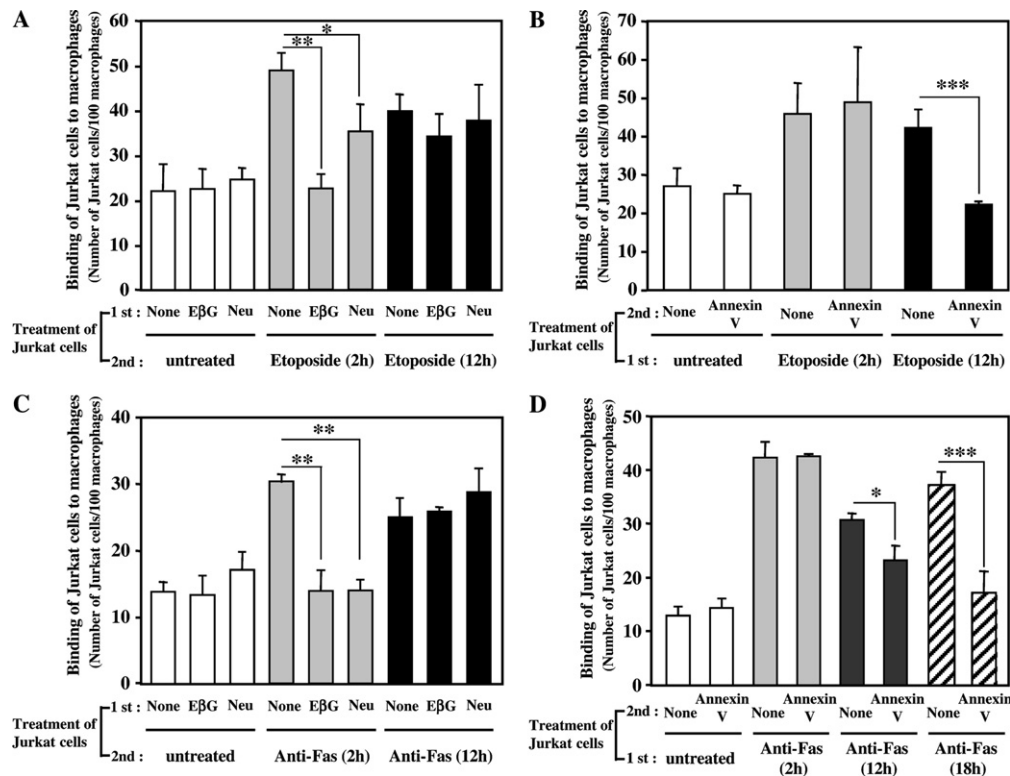 A
Binding of Jurkat cells to macrophages
(Number of Jurkat cells/100 macrophages)
60
50
40
30
20
10
0
*
**
Treatment of
Jurkat cells
1 st : None EβG Neu None EβG Neu None EβG Neu
2nd : untreated Etoposide (2h) Etoposide (12h)
B
Binding of Jurkat cells to macrophages
(Number of Jurkat cells/100 macrophages)
70
60
50
40
30
20
10
0
***
Treatment of
Jurkat cells
2nd : None Annexin V None Annexin V None Annexin V
1 st : untreated Etoposide (2h) Etoposide (12h)
C
Binding of Jurkat cells to macrophages
(Number of Jurkat cells/100 macrophages)
40
30
20
10
0
**
**
Treatment of
Jurkat cells
1st : None EβG Neu None EβG Neu None EβG Neu
2nd : untreated Anti-Fas (2h) Anti-Fas (12h)
D
Binding of Jurkat cells to macrophages
(Number of Jurkat cells/100 macrophages)
50
40
30
20
10
0
*
***
Treatment of
Jurkat cells
2nd : None Annexin V None Annexin V None Annexin V None Annexin V
1st : untreated Anti-Fas (2h) Anti-Fas (12h) Anti-Fas (18h)